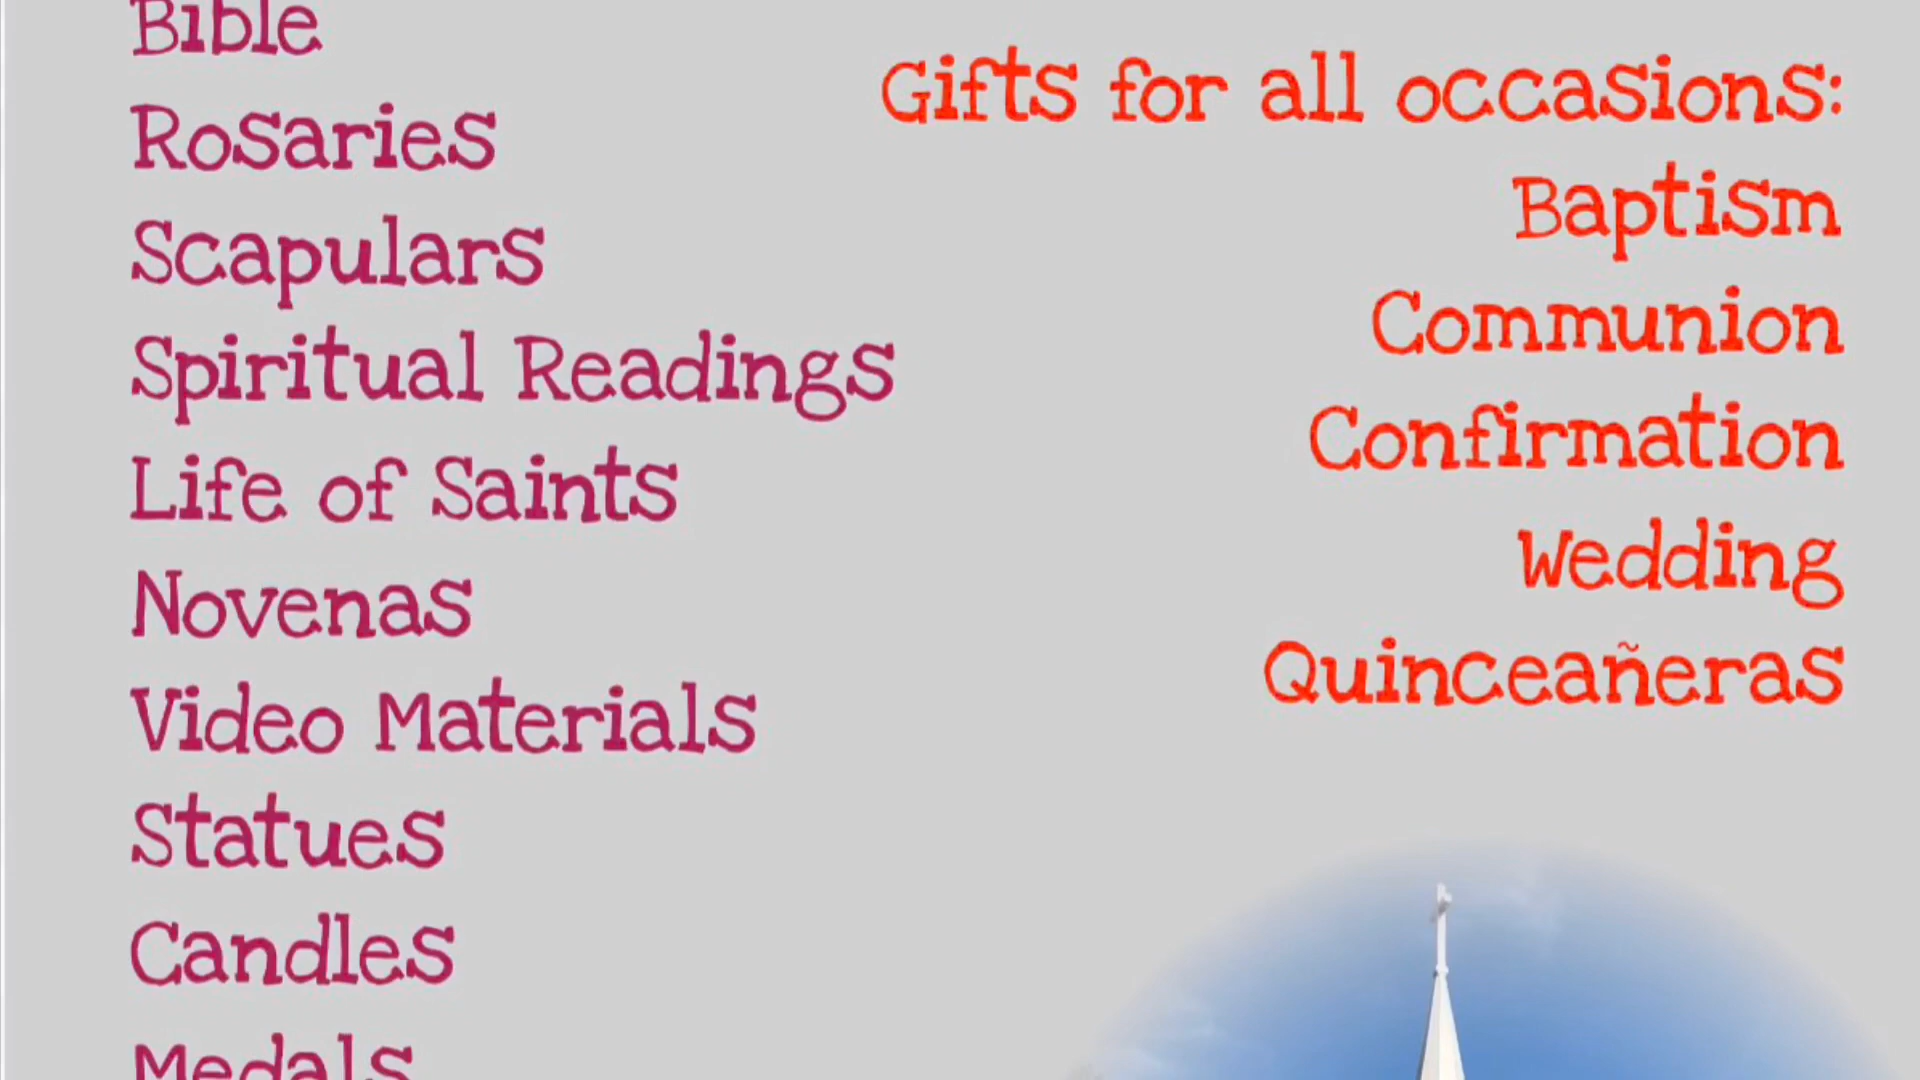 Bible
Rosaries
Scapulars
Spiritual Readings
Life of Saints
Novenas
Video Materials
Statues
Candles
Medals
Gifts for all occasions:
Baptism
Communion
Confirmation
Wedding
Quinceañeras